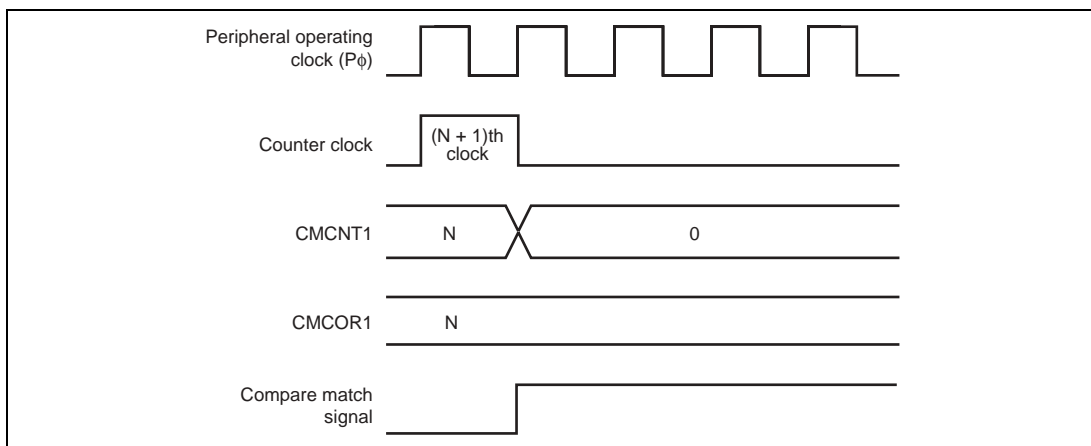 Peripheral operating
clock (Pϕ)
Counter clock
(N + 1)th
clock
CMCNT1
N
0
CMCOR1
N
Compare match
signal